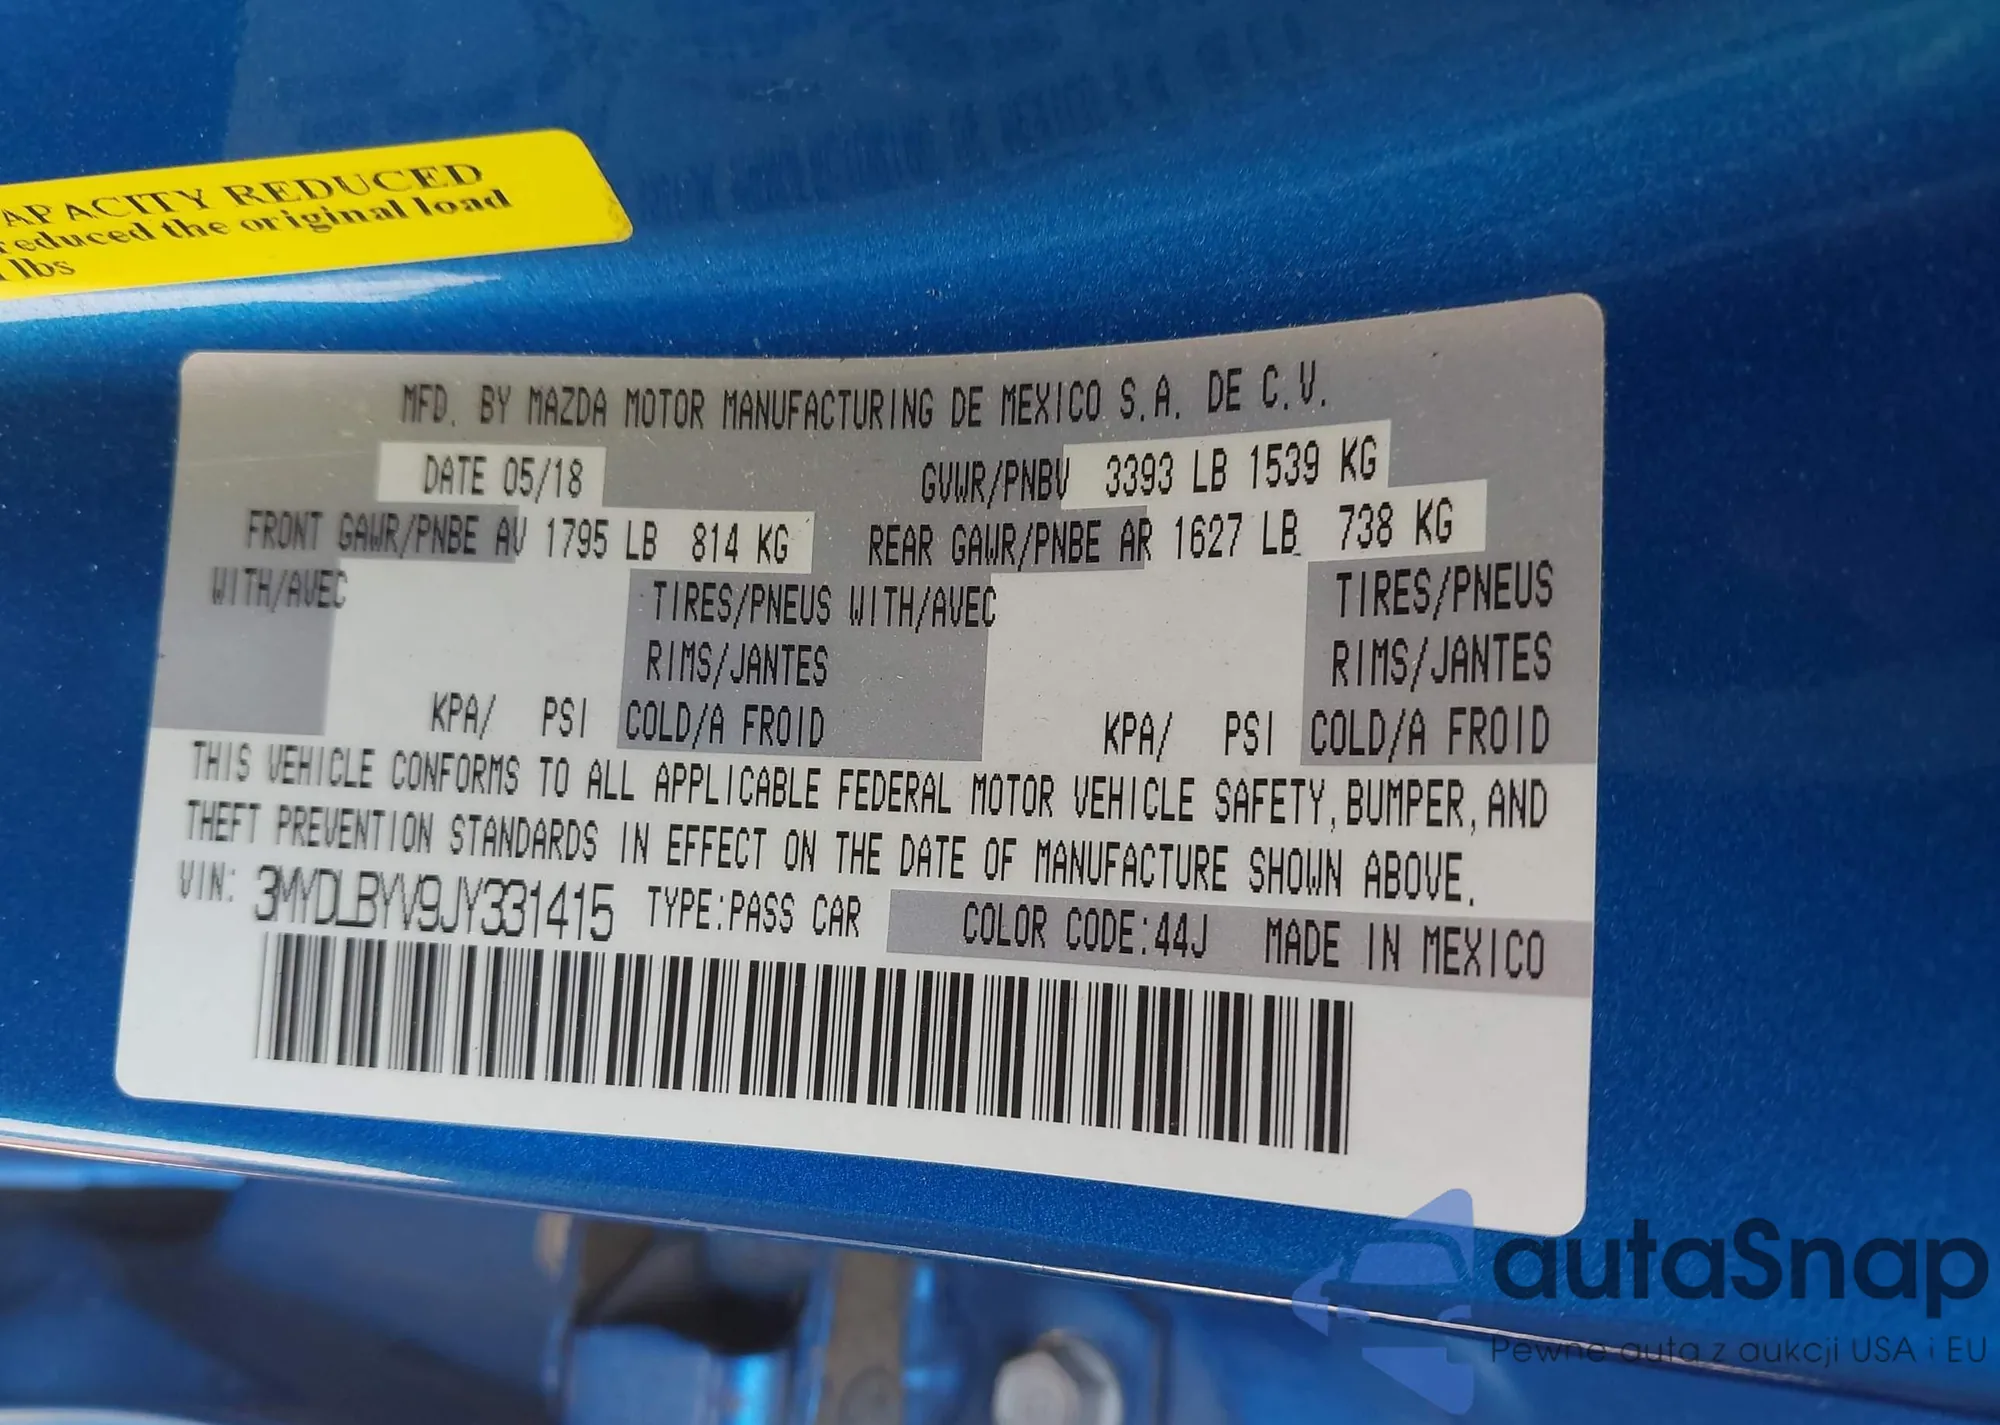 APACITY REDUCED
reduced the original load
lbs
MFD. BY MAZDA MOTOR MANUFACTURING DE MEXICO S.A. DE C.V.
DATE 05/18 GVWR/PNBV 3393 LB 1539 KG
FRONT GAWR/PNBE AV 1795 LB 814 KG REAR GAWR/PNBE AR 1627 LB 738 KG
WITH/AVEC TIRES/PNEUS WITH/AVEC TIRES/PNEUS
RIMS/JANTES RIMS/JANTES
KPA/ PSI COLD/A FROID KPA/ PSI COLD/A FROID
THIS VEHICLE CONFORMS TO ALL APPLICABLE FEDERAL MOTOR VEHICLE SAFETY, BUMPER, AND
THEFT PREVENTION STANDARDS IN EFFECT ON THE DATE OF MANUFACTURE SHOWN ABOVE.
VIN: 3MYDLBYV9JY331415 TYPE:PASS CAR COLOR CODE:44J MADE IN MEXICO
autaSnap
Pewne auta z aukcji USA i EU